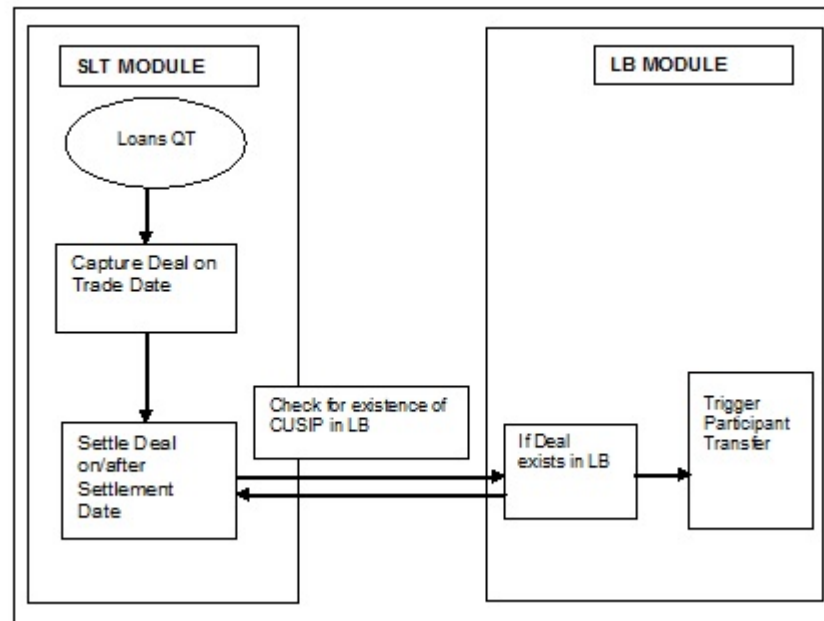 SLT MODULE
Loans QT
Capture Deal on
Trade Date
Settle Deal
on/after
Settlement
Date
Check for existence of
CUSIP in LB
LB MODULE
If Deal
exists in LB
Trigger
Participant
Transfer